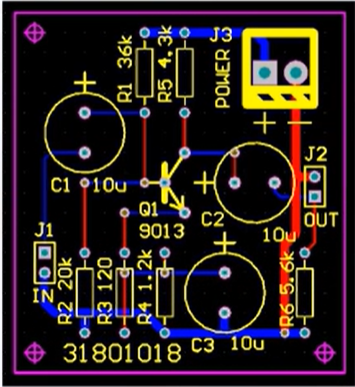 J3
R1 36k
R5 4.3k
POWER
+
+
C1 10u
+
J2
Q1
9013
C2
10u
OUT
J1
IN
R2 20k
R3 120
R4 1.2k
+
R6 5.6k
C3 10u
31801018